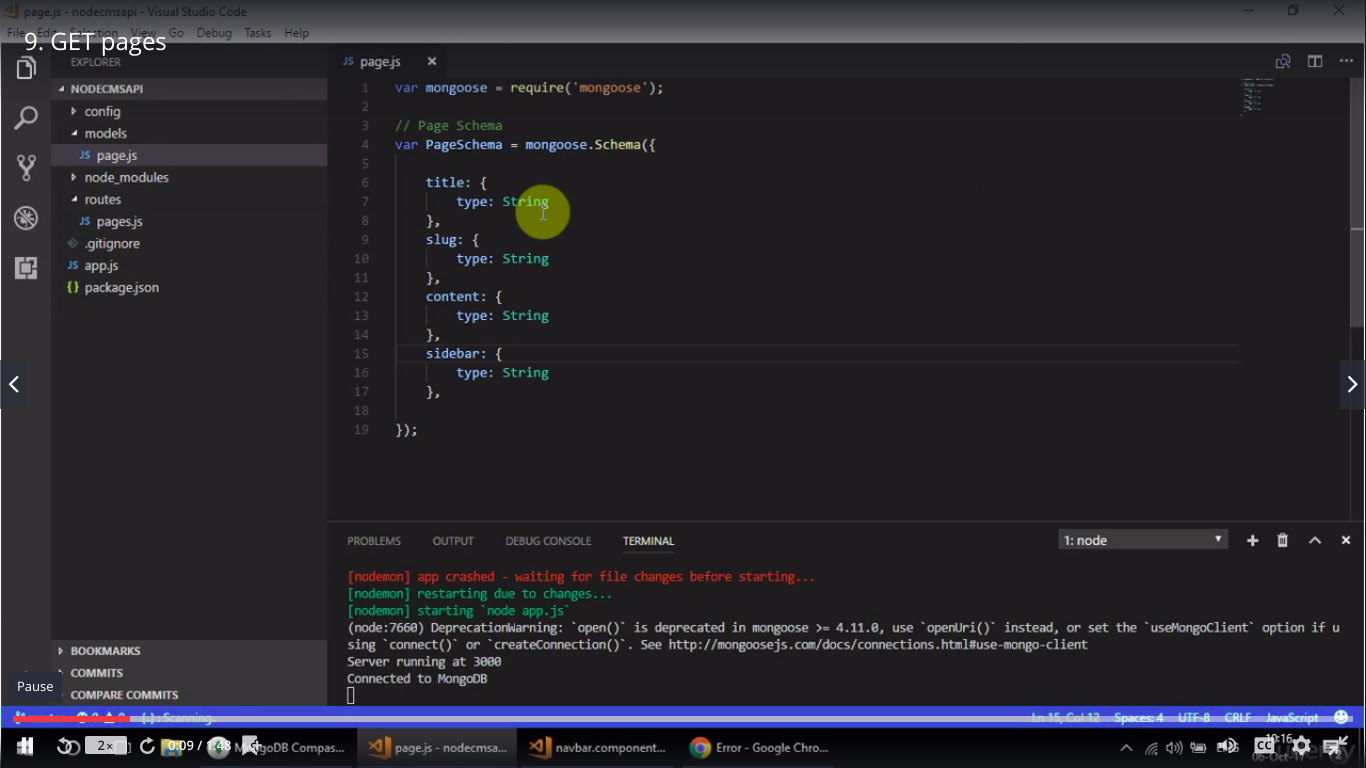 page.js - nodecmsapi - Visual Studio Code
File Edit Selection View Go Debug Tasks Help
9. GET pages
EXPLORER
NODECMSAPI
config
models
JS page.js
node_modules
routes
JS pages.js
.gitignore
JS app.js
{} package.json
BOOKMARKS
COMMITS
COMPARE COMMITS
JS page.js
1 var mongoose = require('mongoose');
2
3 // Page Schema
4 var PageSchema = mongoose.Schema({
5
6 title: {
7 type: String
8 },
9 slug: {
10 type: String
11 },
12 content: {
13 type: String
14 },
15 sidebar: {
16 type: String
17 },
18
19 });
PROBLEMS OUTPUT DEBUG CONSOLE TERMINAL 1: node
[nodemon] app crashed - waiting for file changes before starting...
[nodemon] restarting due to changes...
[nodemon] starting `node app.js`
(node:7660) DeprecationWarning: `open()` is deprecated in mongoose >= 4.11.0, use `openUri()` instead, or set the `useMongoClient` option if u
sing `connect()` or `createConnection()`. See http://mongoosejs.com/docs/connections.html#use-mongo-client
Server running at 3000
Connected to MongoDB
Pause
Scanning.. Ln 15, Col 12 Spaces: 4 UTF-8 CRLF JavaScript
2x 0:09 / 1:48 DB Compas... page.js - nodecmsa... navbar.component... Error - Google Chro... CC 10:16